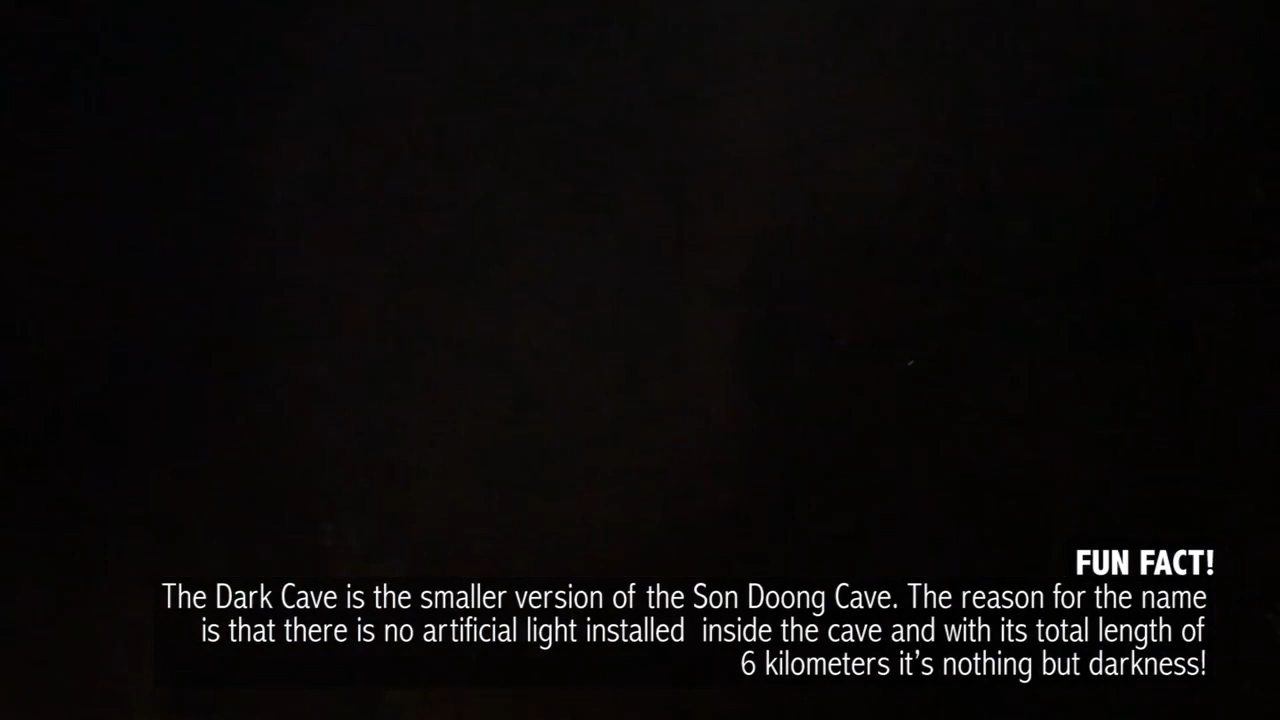 FUN FACT!
The Dark Cave is the smaller version of the Son Doong Cave. The reason for the name
is that there is no artificial light installed  inside the cave and with its total length of
6 kilometers it's nothing but darkness!